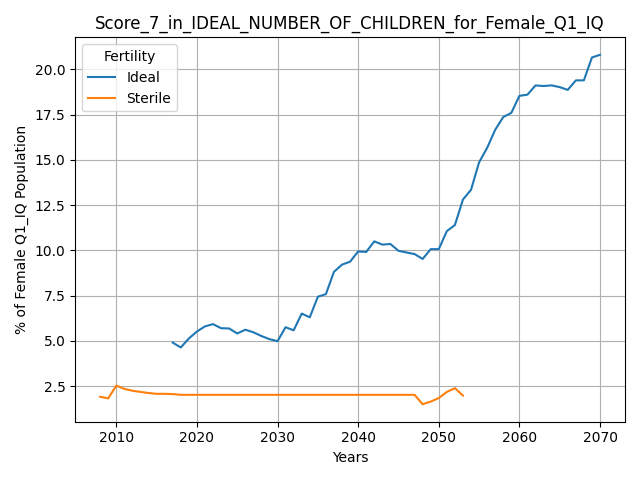 Score_7_in_IDEAL_NUMBER_OF_CHILDREN_for_Female_Q1_IQ
Fertility
Ideal
Sterile
% of Female Q1_IQ Population
20.0
17.5
15.0
12.5
10.0
7.5
5.0
2.5
2010 2020 2030 2040 2050 2060 2070
Years